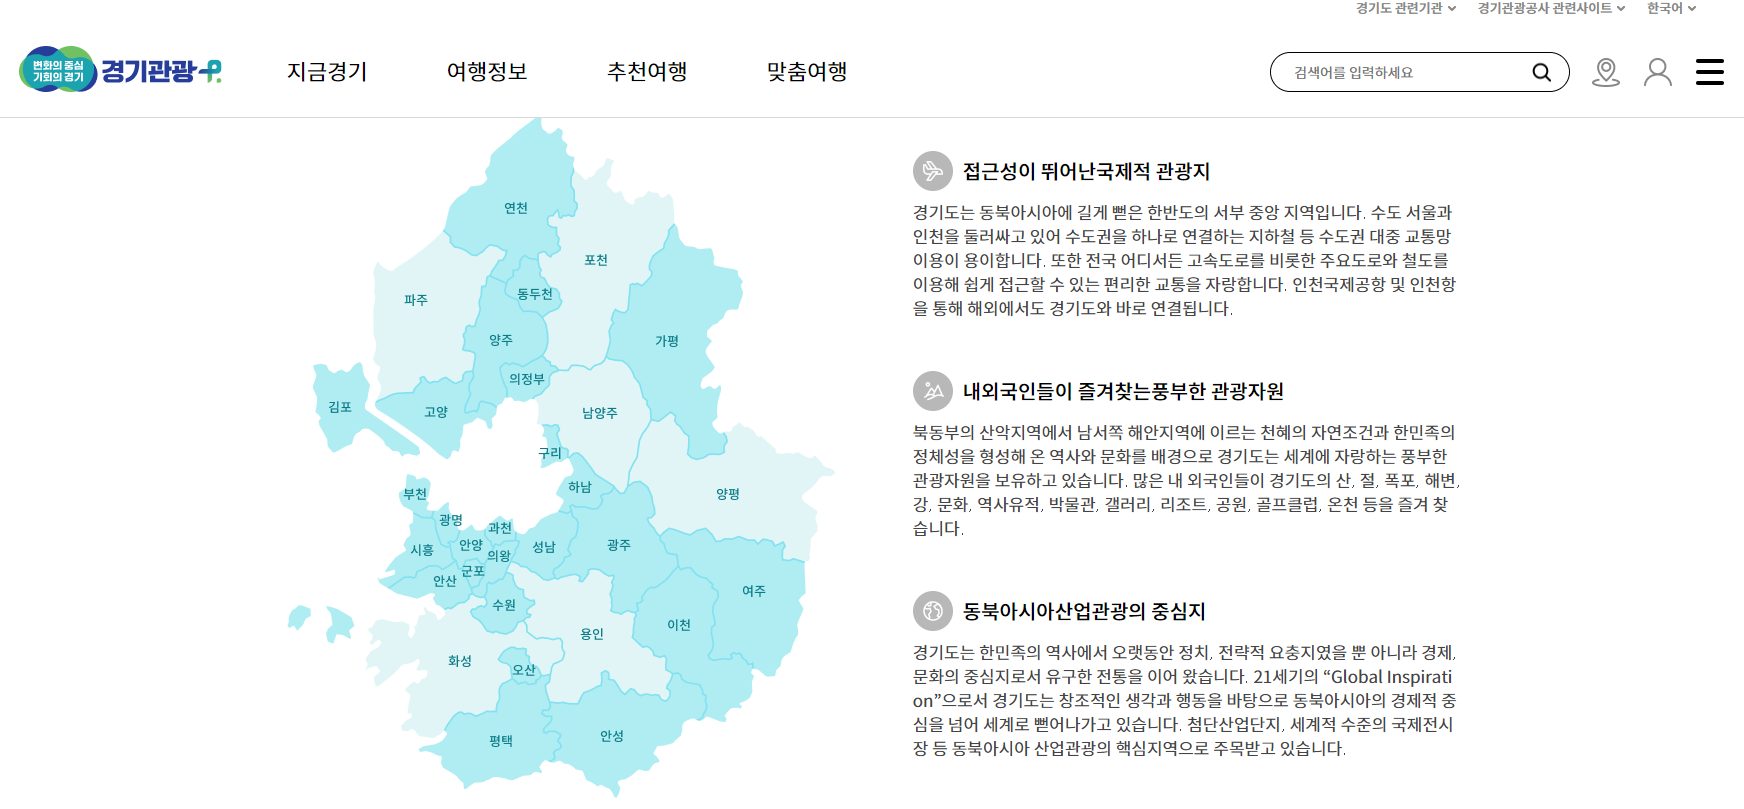 경기도 관련기관
경기관광공사 관련사이트
한국어
변화의 중심
기회의 경기
경기관광
지금경기
여행정보
추천여행
맞춤여행
검색어를 입력하세요
연천
포천
파주
동두천
양주
가평
의정부
김포
고양
남양주
구리
하남
부천
양평
광명
과천
시흥
안양
의왕
성남
광주
군포
안산
여주
수원
이천
용인
화성
오산
평택
안성
접근성이 뛰어난국제적 관광지
경기도는 동북아시아에 길게 뻗은 한반도의 서부 중앙 지역입니다. 수도 서울과
인천을 둘러싸고 있어 수도권을 하나로 연결하는 지하철 등 수도권 대중 교통망
이용이 용이합니다. 또한 전국 어디서든 고속도로를 비롯한 주요도로와 철도를
이용해 쉽게 접근할 수 있는 편리한 교통을 자랑합니다. 인천국제공항 및 인천항
을 통해 해외에서도 경기도와 바로 연결됩니다.
내외국인들이 즐겨찾는풍부한 관광자원
북동부의 산악지역에서 남서쪽 해안지역에 이르는 천혜의 자연조건과 한민족의
정체성을 형성해 온 역사와 문화를 배경으로 경기도는 세계에 자랑하는 풍부한
관광자원을 보유하고 있습니다. 많은 내 외국인들이 경기도의 산, 절, 폭포, 해변,
강, 문화, 역사유적, 박물관, 갤러리, 리조트, 공원, 골프클럽, 온천 등을 즐겨 찾
습니다.
동북아시아산업관광의 중심지
경기도는 한민족의 역사에서 오랫동안 정치, 전략적 요충지였을 뿐 아니라 경제,
문화의 중심지로서 유구한 전통을 이어 왔습니다. 21세기의 “Global Inspirati
on”으로서 경기도는 창조적인 생각과 행동을 바탕으로 동북아시아의 경제적 중
심을 넘어 세계로 뻗어나가고 있습니다. 첨단산업단지, 세계적 수준의 국제전시
장 등 동북아시아 산업관광의 핵심지역으로 주목받고 있습니다.